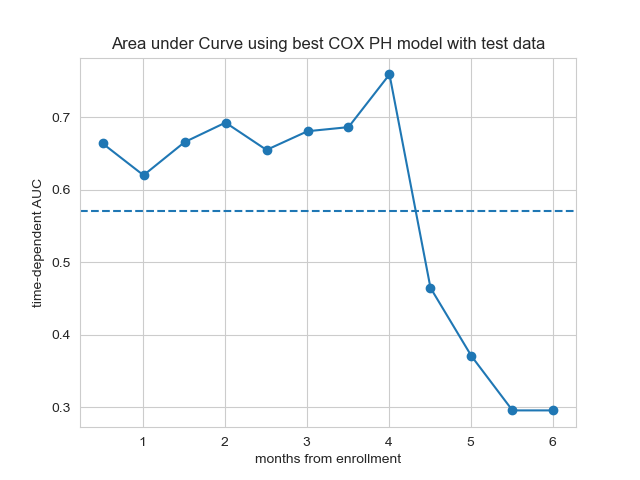 Area under Curve using best COX PH model with test data
time-dependent AUC
0.7
0.6
0.5
0.4
0.3
1 2 3 4 5 6
months from enrollment